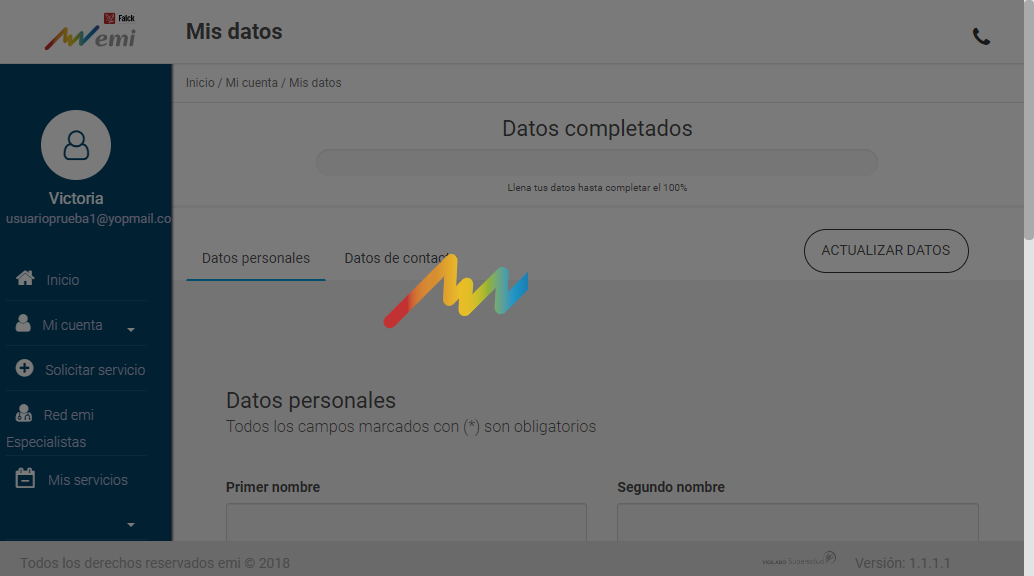 Falck
emi
Mis datos
Inicio / Mi cuenta / Mis datos
Datos completados
Llena tus datos hasta completar el 100%
Victoria
usuarioprueba1@yopmail.co
Datos personales
Datos de contac
ACTUALIZAR DATOS
Inicio
Mi cuenta
Solicitar servicio
Red emi
Especialistas
Mis servicios
Datos personales
Todos los campos marcados con (*) son obligatorios
Primer nombre
Segundo nombre
Todos los derechos reservados emi © 2018
VIGILADO Supersalud
Versión: 1.1.1.1